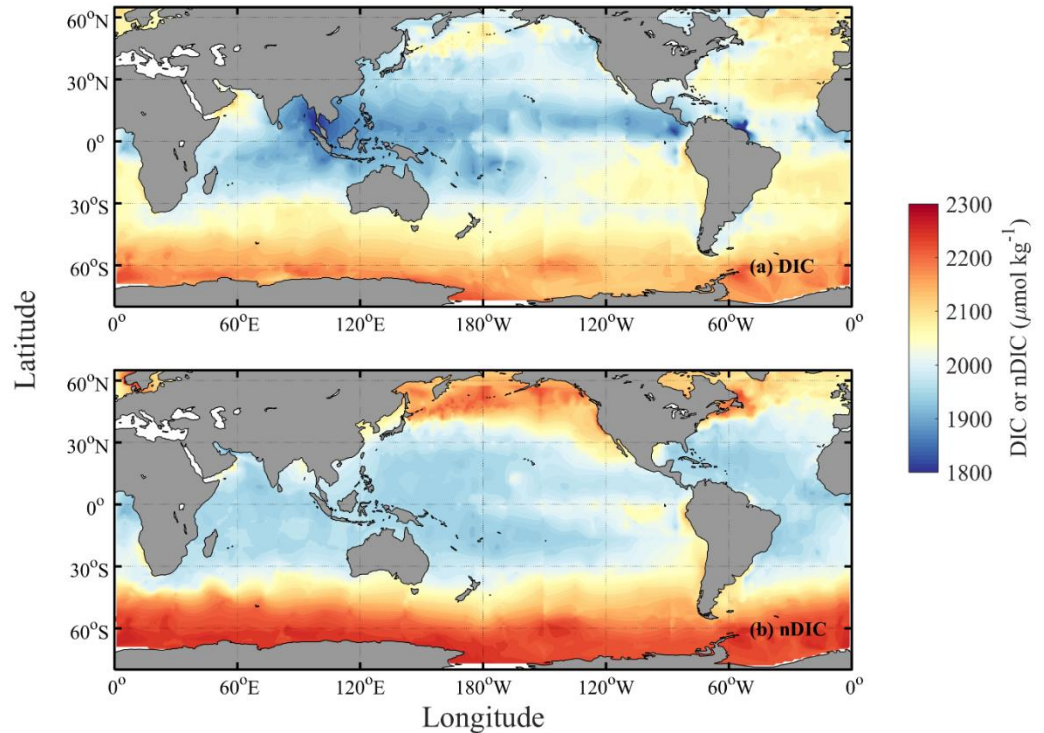 60°N
30°N
0°
30°S
60°S
(a) DIC
0° 60°E 120°E 180°W 120°W 60°W 0°
60°N
30°N
0°
30°S
60°S
(b) nDIC
0° 60°E 120°E 180°W 120°W 60°W 0°
Latitude
Longitude
2300
2200
2100
2000
1900
1800
DIC or nDIC (μmol kg⁻¹)